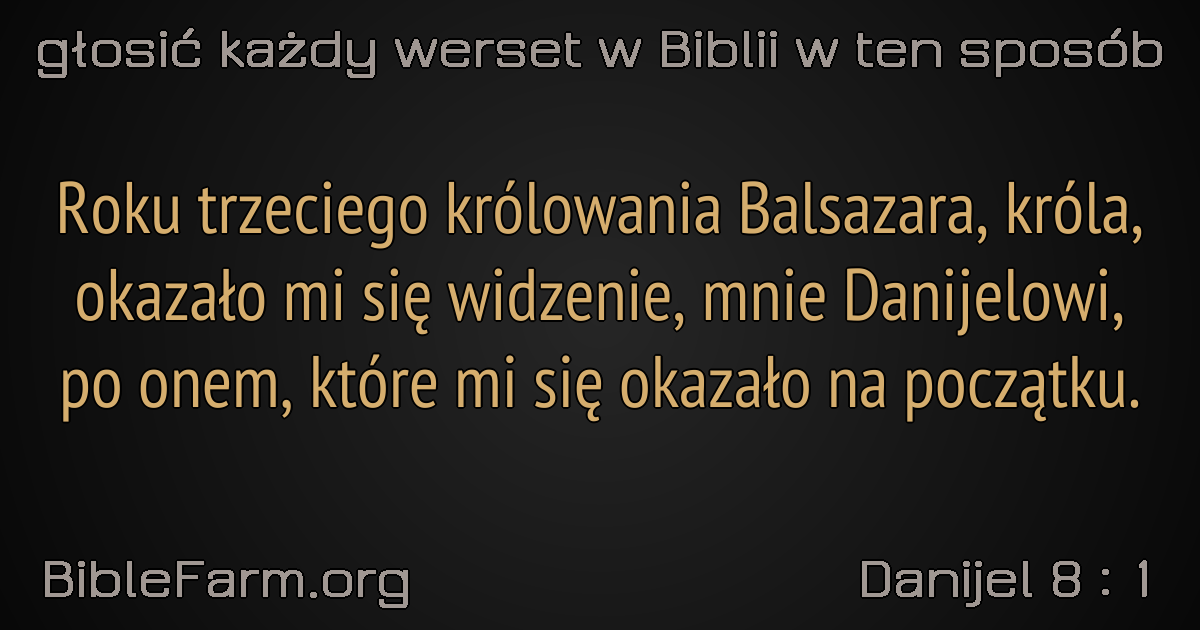 głosić każdy werset w Biblii w ten sposób
Roku trzeciego królowania Balsazara, króla,
okazało mi się widzenie, mnie Danijelowi,
po onem, które mi się okazało na początku.
BibleFarm.org
Danijel 8 : 1